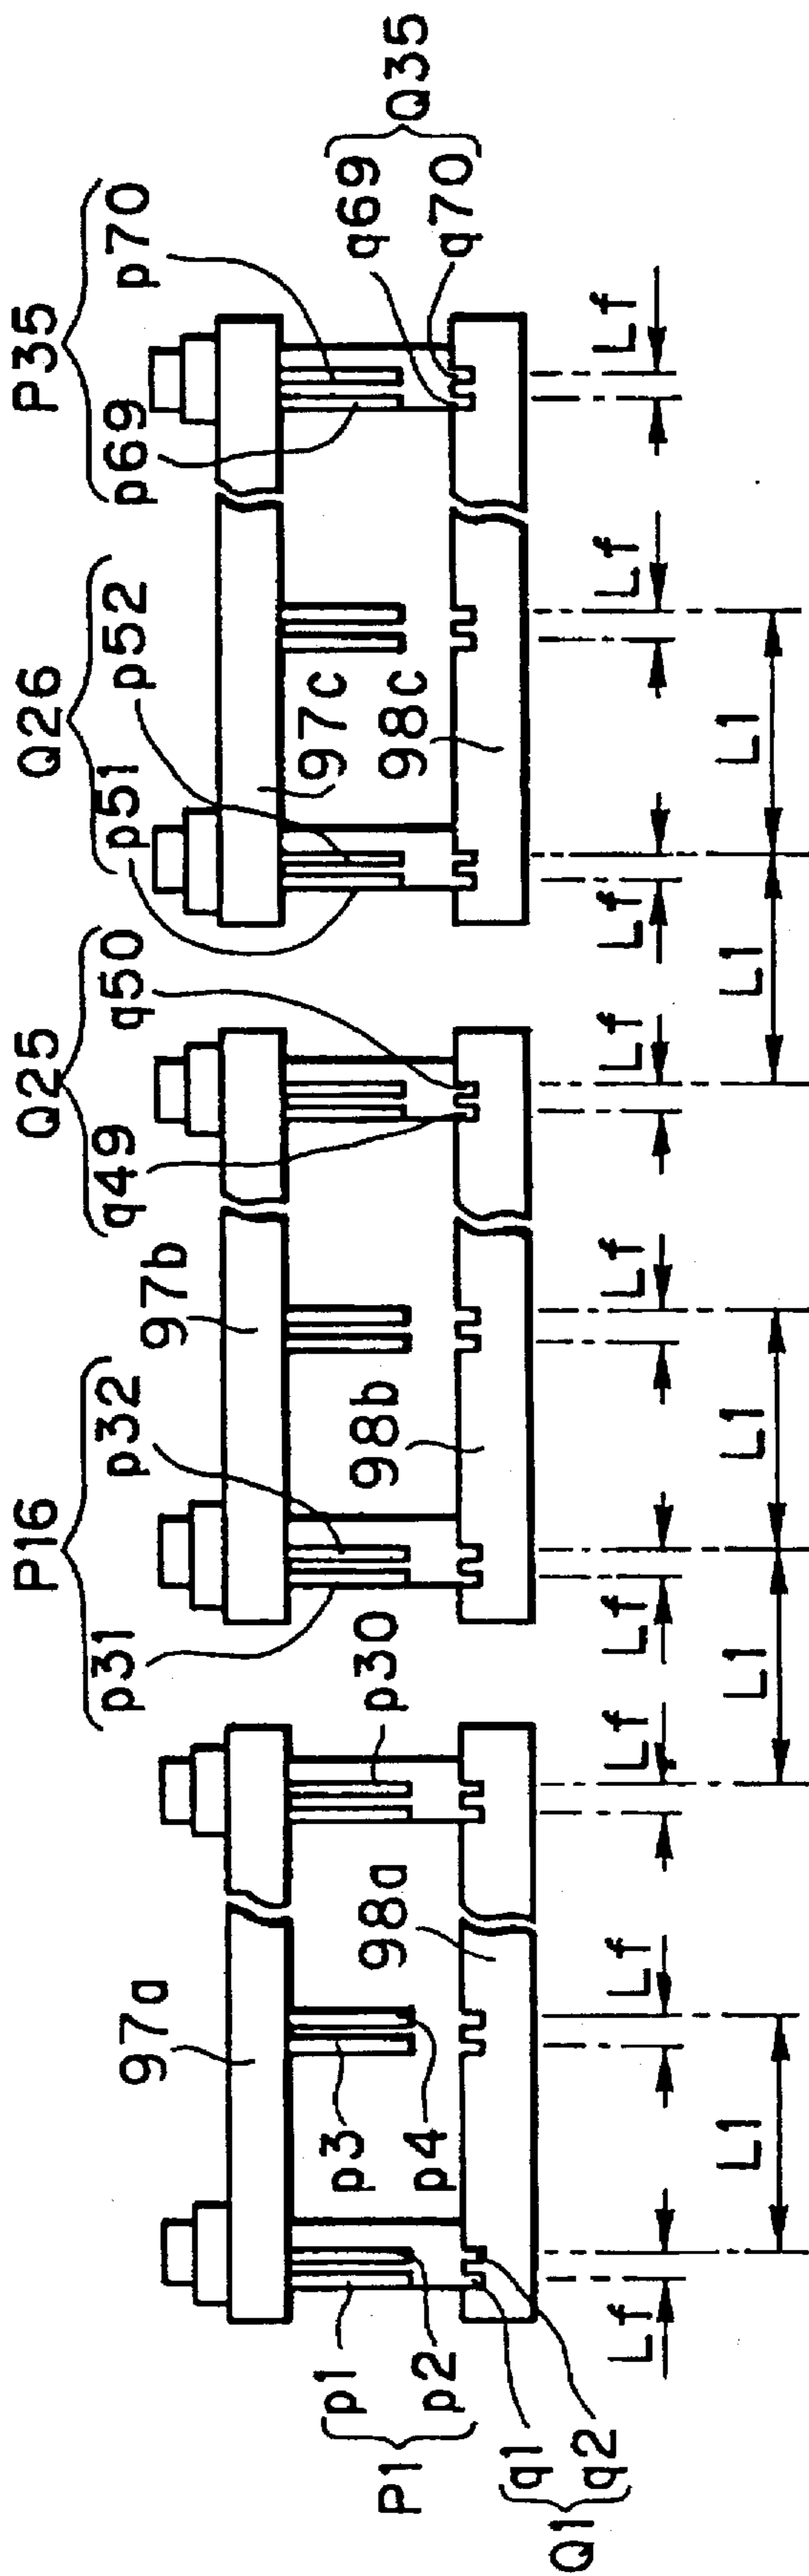 P16
Q25
Q26
P35
p31 p32
q49 q50
p51 p52
p69 p70
97a
97b
97c
P1
p1
p2
p3
p4
p30
98a
98b
98c
q69
q70
Q35
Q1
q1
q2
Lf
Lf
Lf
Lf
Lf
Lf
Lf
Lf
Lf
L1
L1
L1
L1
L1